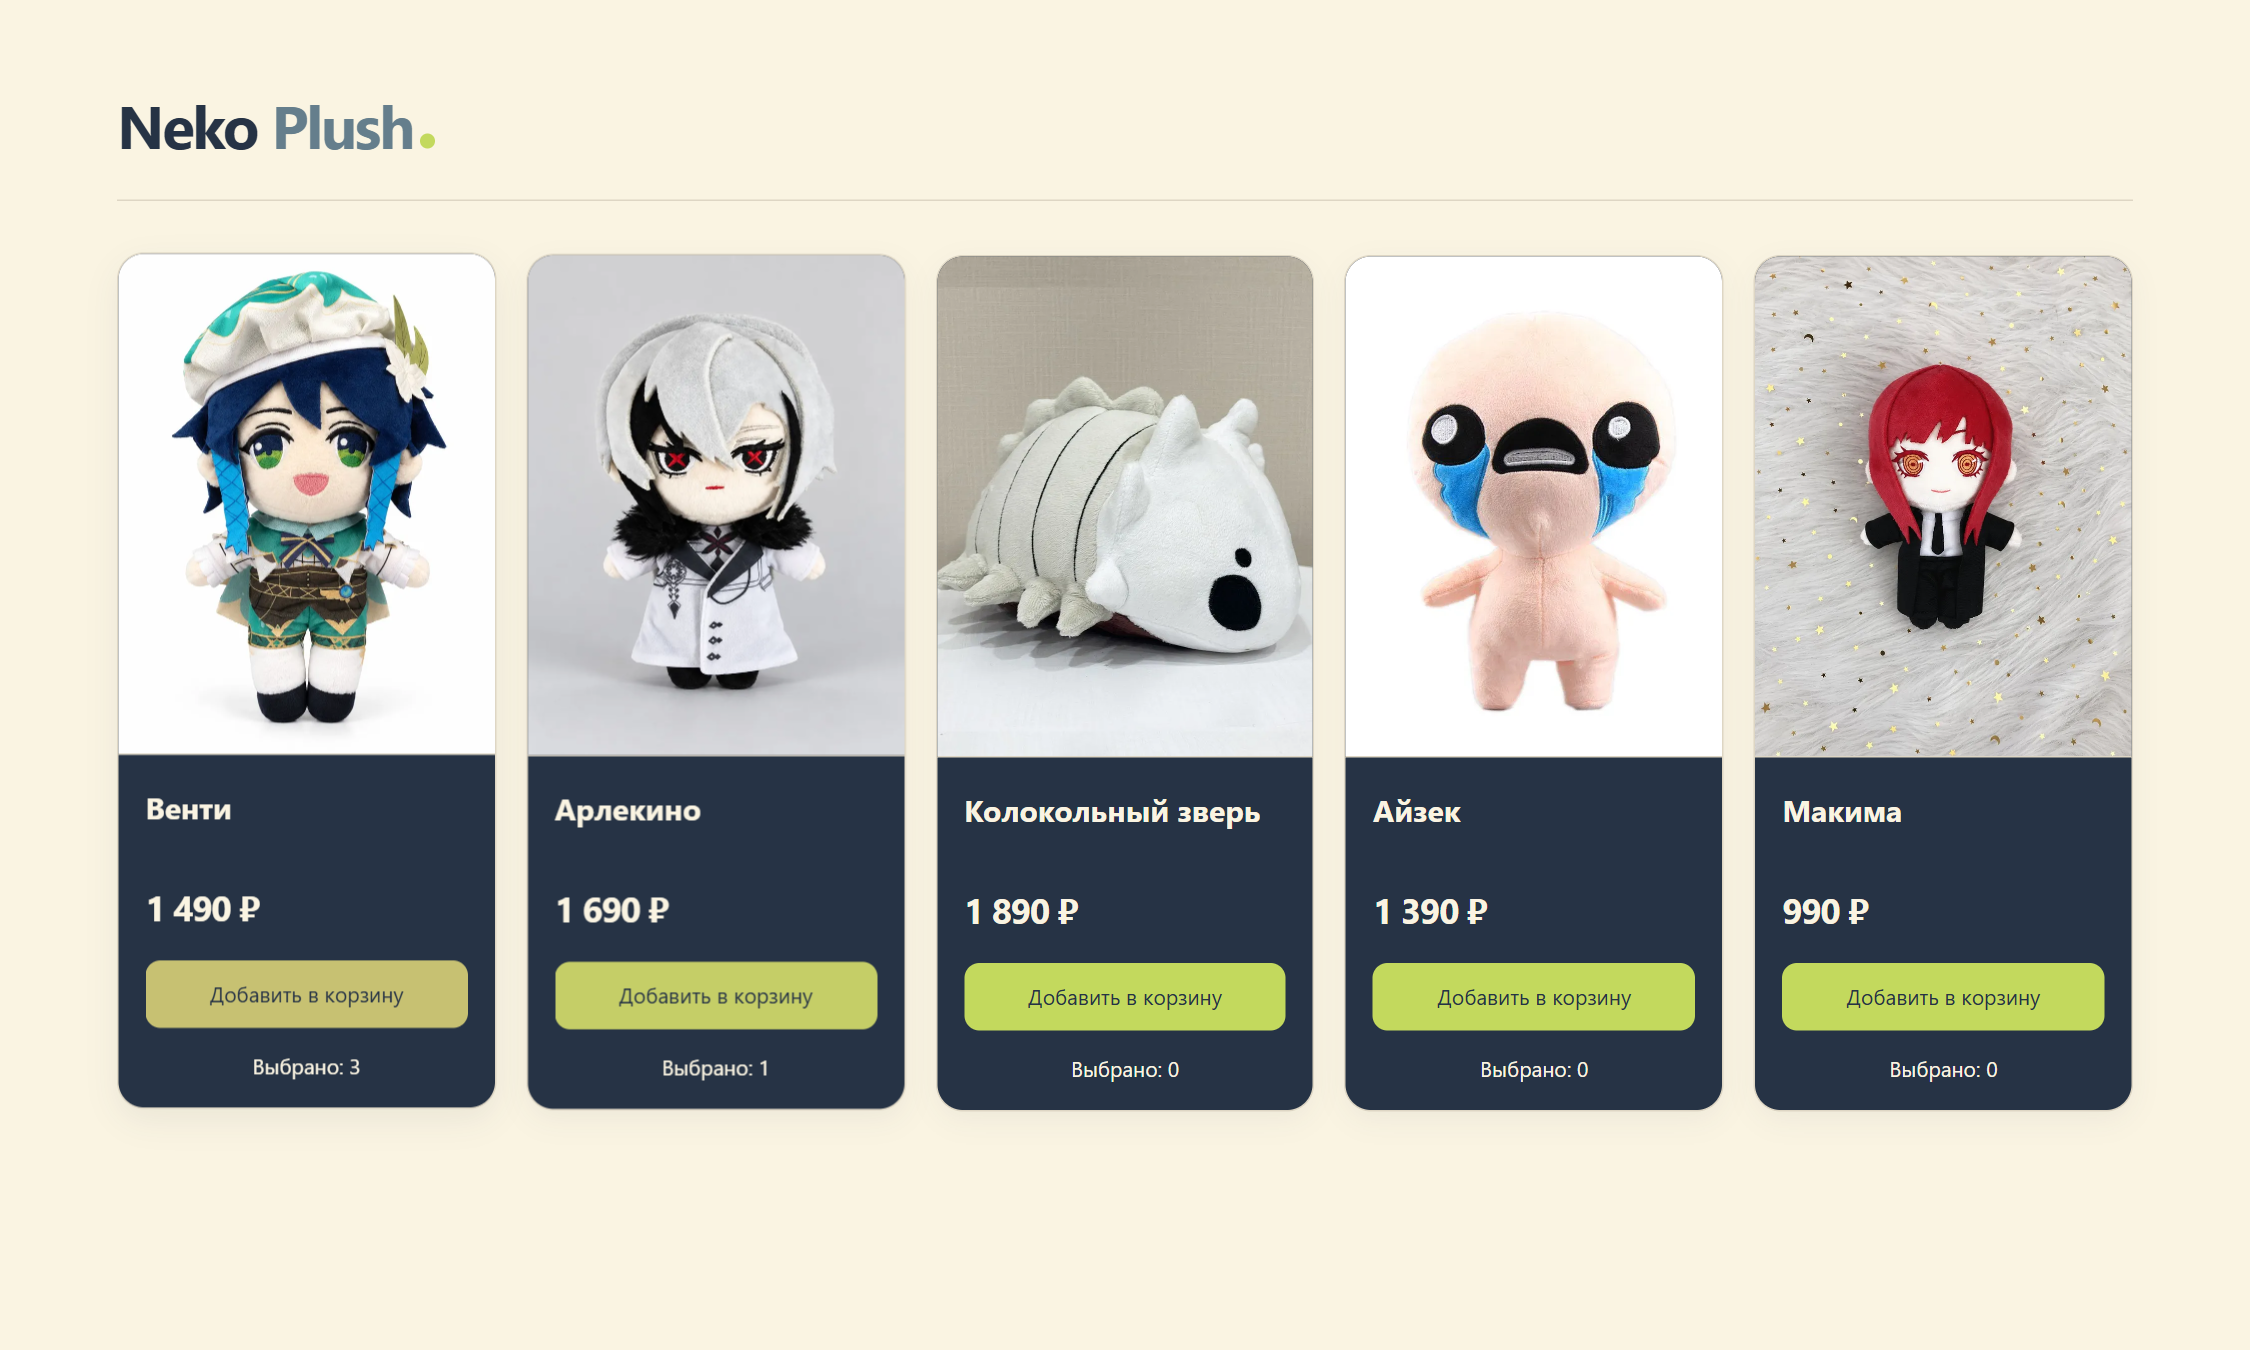 Neko Plush.
Венти
1 490 ₽
Добавить в корзину
Выбрано: 3
Арлекино
1 690 ₽
Добавить в корзину
Выбрано: 1
Колокольный зверь
1 890 ₽
Добавить в корзину
Выбрано: 0
Айзек
1 390 ₽
Добавить в корзину
Выбрано: 0
Макима
990 ₽
Добавить в корзину
Выбрано: 0